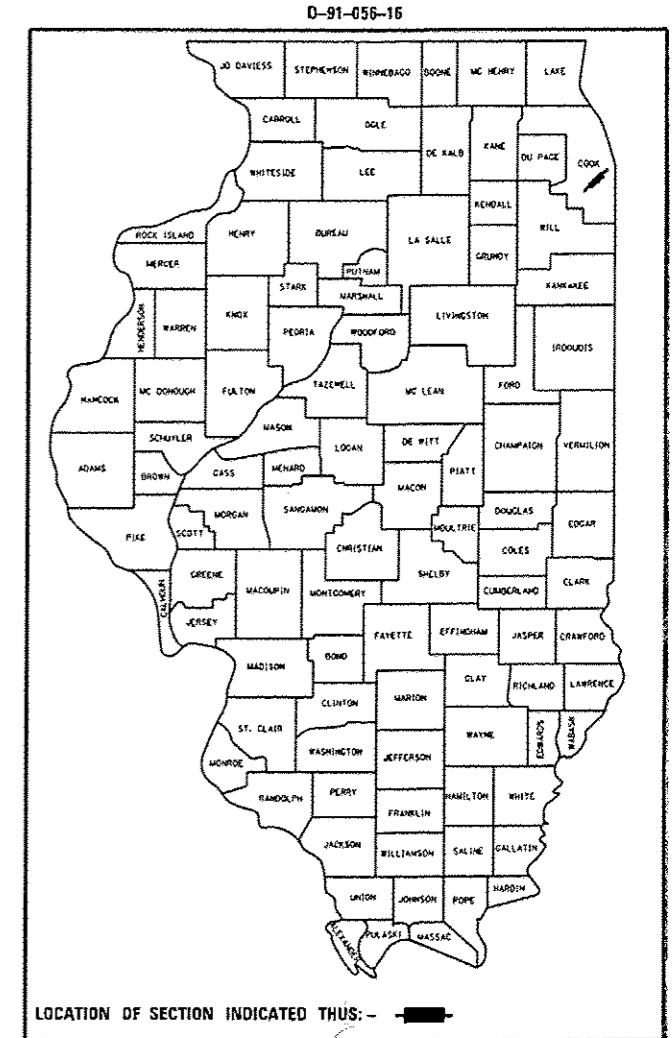 D-91-056-16
JO DAVIESS STEPHENSON WINNEBAGO BOONE MC HENRY LAKE
CARROLL OGLE DE KALB KANE DU PAGE COOK
WHITESIDE LEE KENDALL WILL
ROCK ISLAND HENRY BUREAU LA SALLE GRUNDY
MERCER STARK PUTNAM MARSHALL KANKAKEE
HENDERSON WARREN KNOX PEORIA WOODFORD LIVINGSTON IROQUOIS
HANCOCK MC DONOUGH FULTON TAZEWELL MC LEAN FORD
SCHUYLER MASON LOGAN DE WITT CHAMPAIGN VERMILION
ADAMS BROWN CASS MENARD MACON PIATT
PIKE SCOTT MORGAN SANGAMON CHRISTIAN MOULTRIE DOUGLAS EDGAR
COLES
CALHOUN GREENE MACOUPIN MONTGOMERY SHELBY CUMBERLAND CLARK
JERSEY FAYETTE EFFINGHAM JASPER CRAWFORD
MADISON BOND CLAY RICHLAND LAWRENCE
CLINTON MARION
ST. CLAIR WASHINGTON JEFFERSON WAYNE EDWARDS WABASH
MONROE
RANDOLPH PERRY FRANKLIN HAMILTON WHITE
JACKSON WILLIAMSON SALINE GALLATIN
UNION JOHNSON POPE HARDIN
ALEXANDER PULASKI MASSAC
LOCATION OF SECTION INDICATED THUS: -